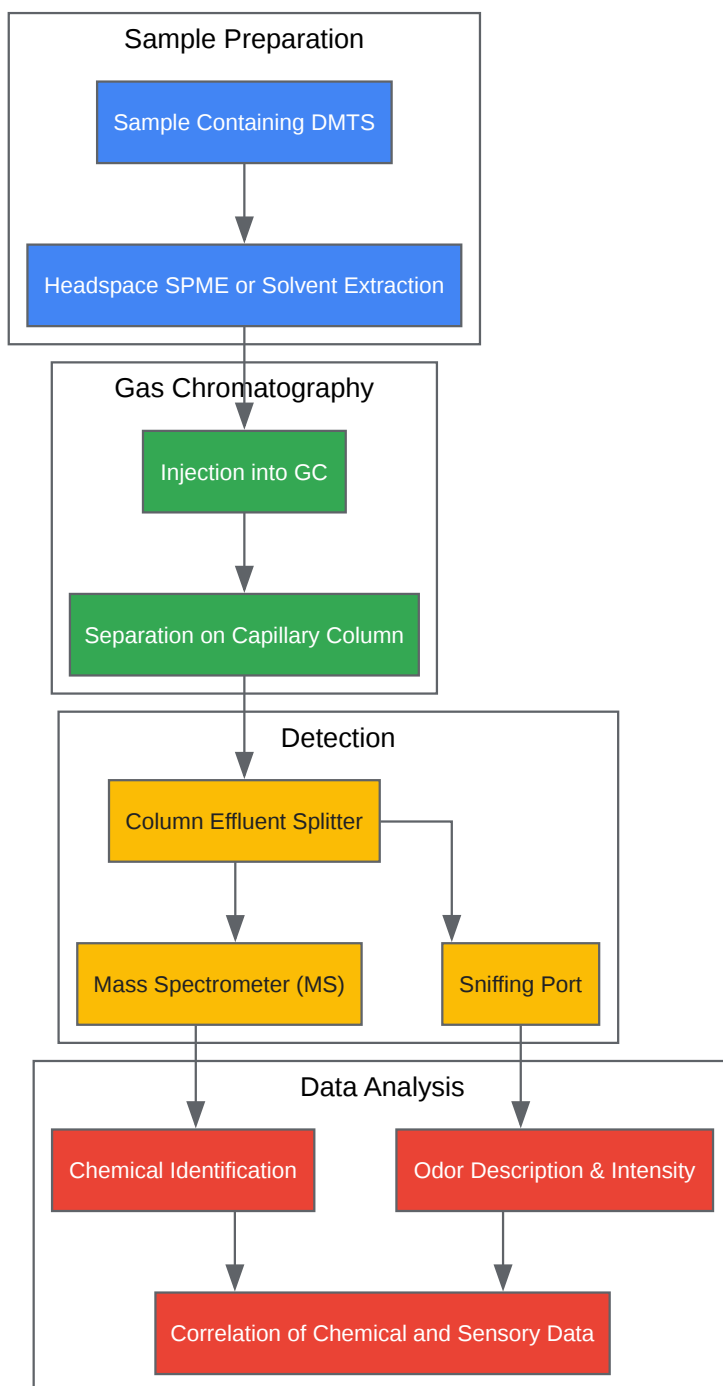 Sample Preparation
Sample Containing DMTS
Headspace SPME or Solvent Extraction
Gas Chromatography
Injection into GC
Separation on Capillary Column
Detection
Column Effluent Splitter
Mass Spectrometer (MS)
Sniffing Port
Data Analysis
Chemical Identification
Odor Description & Intensity
Correlation of Chemical and Sensory Data